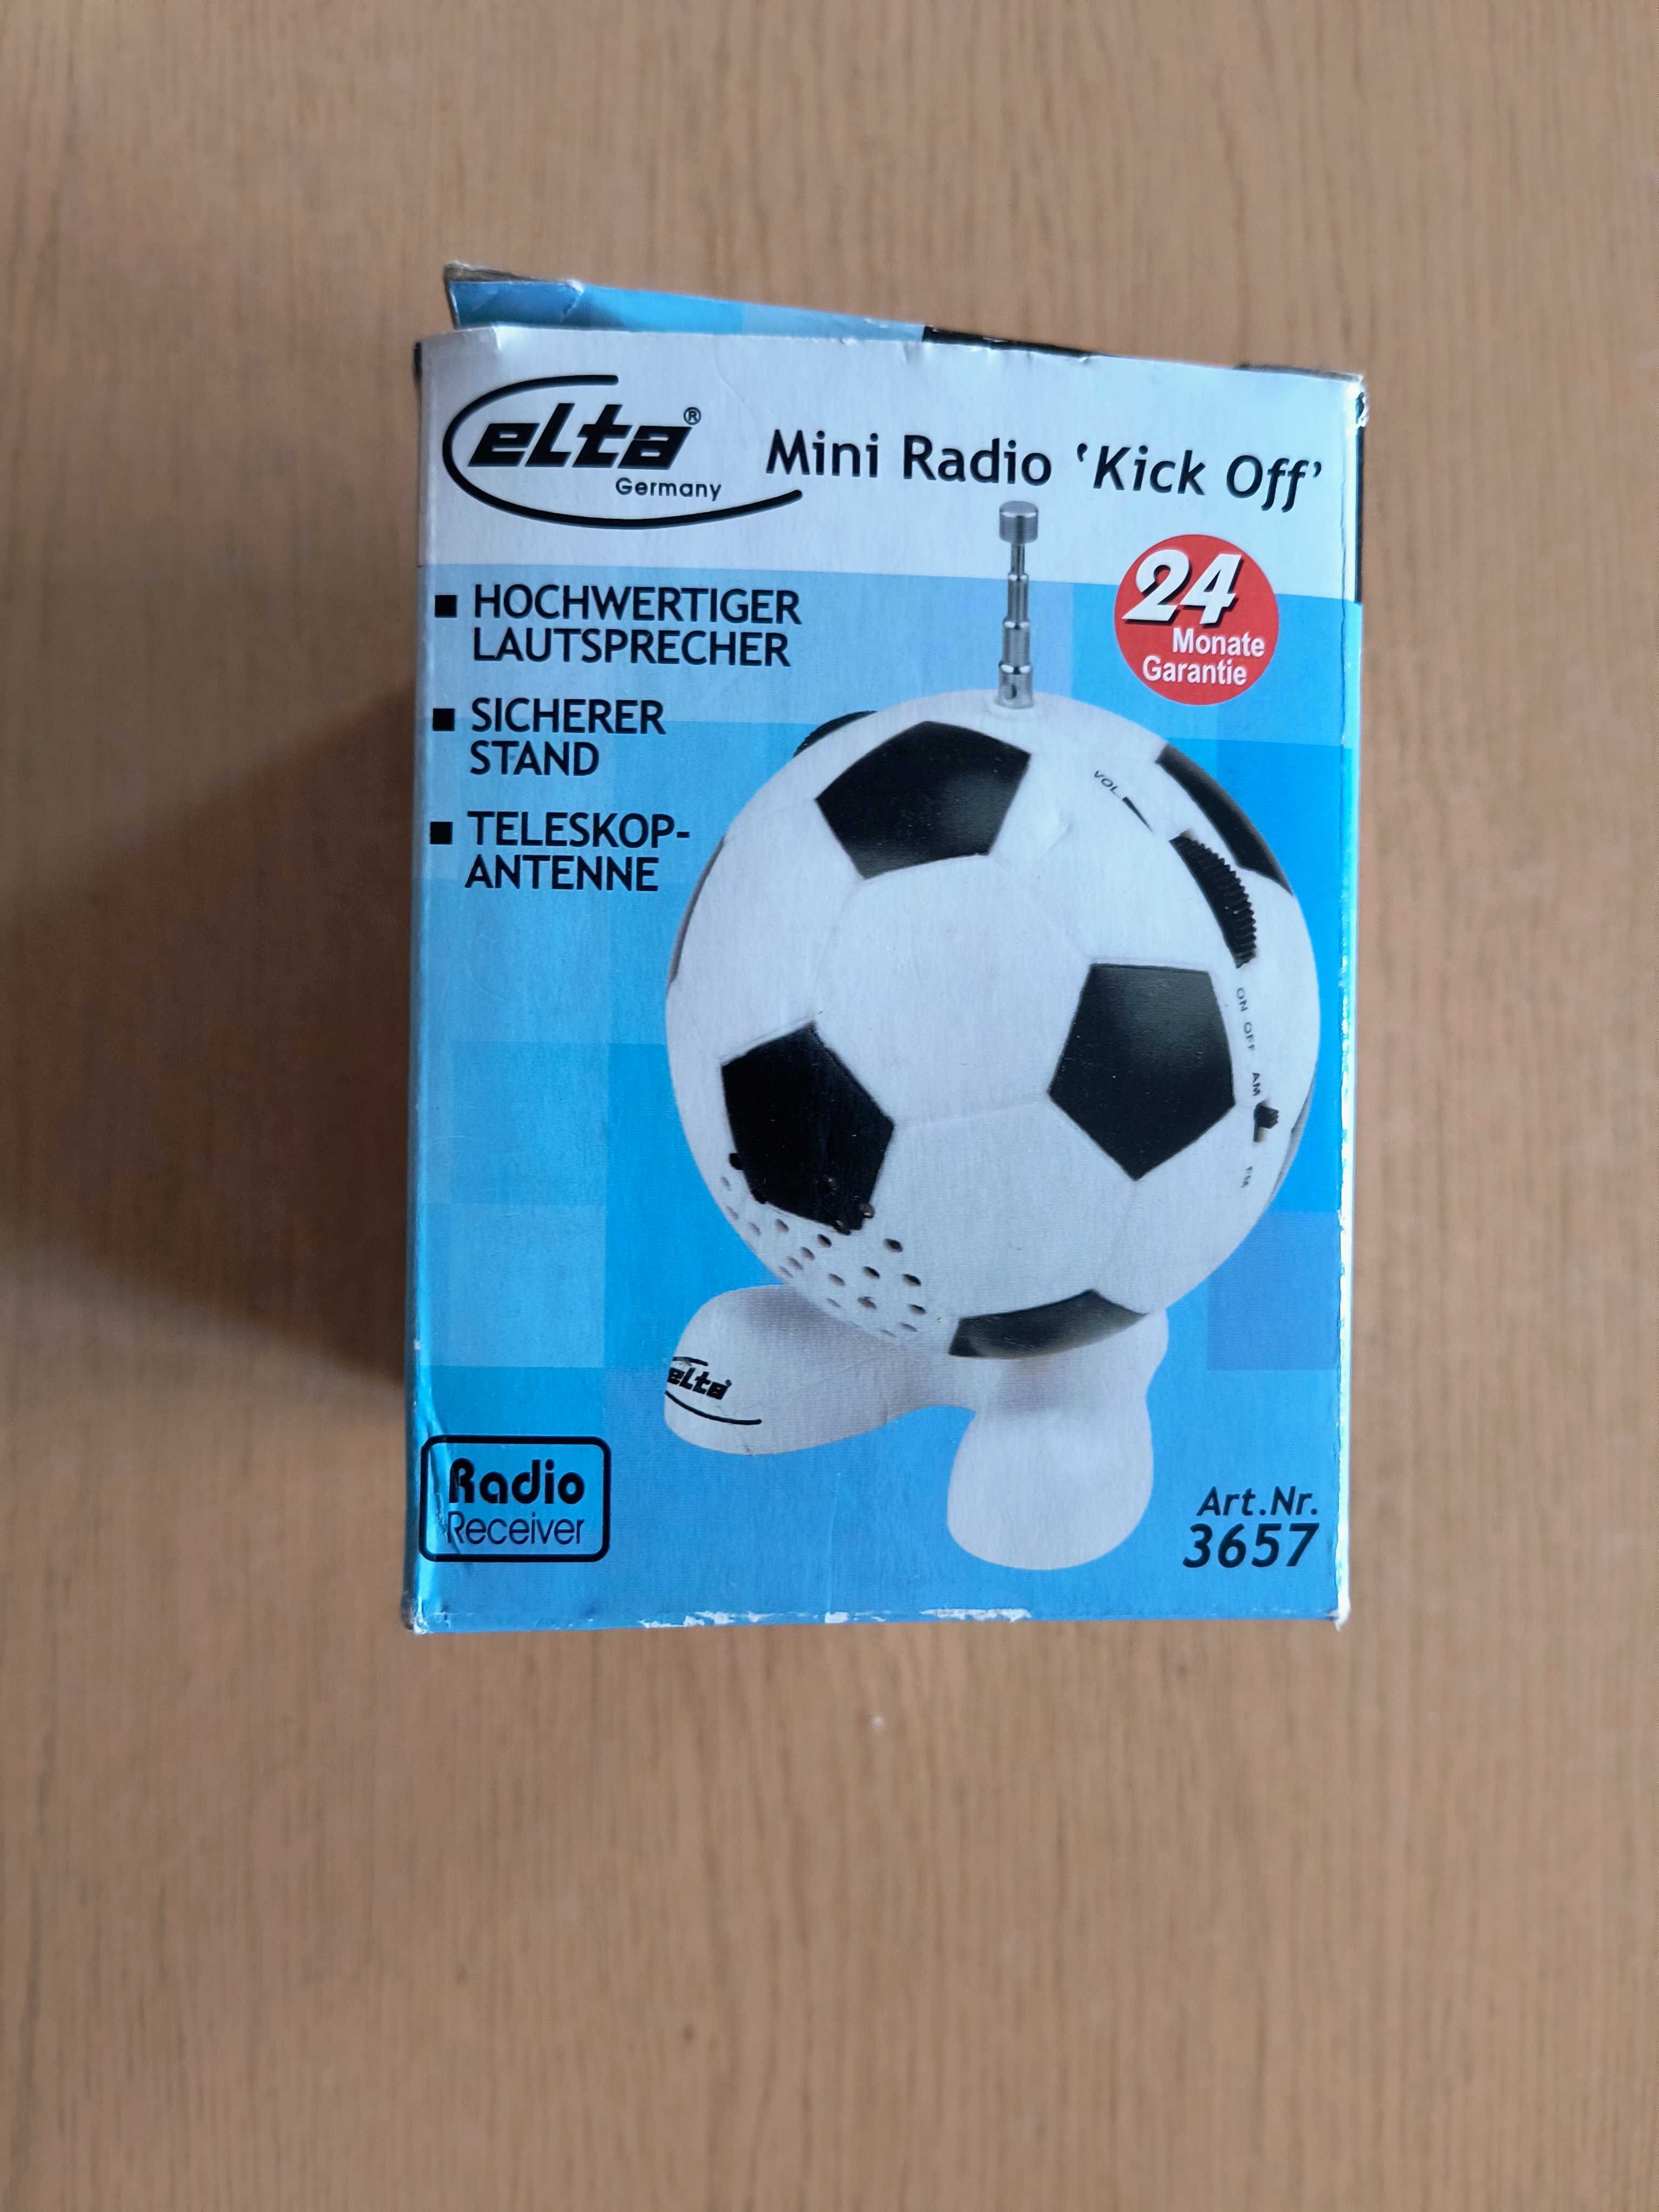 elta®
Germany
Mini Radio ‘Kick Off’
24
Monate
Garantie
■ HOCHWERTIGER
LAUTSPRECHER
■ SICHERER
STAND
■ TELESKOP-
ANTENNE
VOL.
ON OFF
AM
FM
elta
Radio
Receiver
Art.Nr.
3657